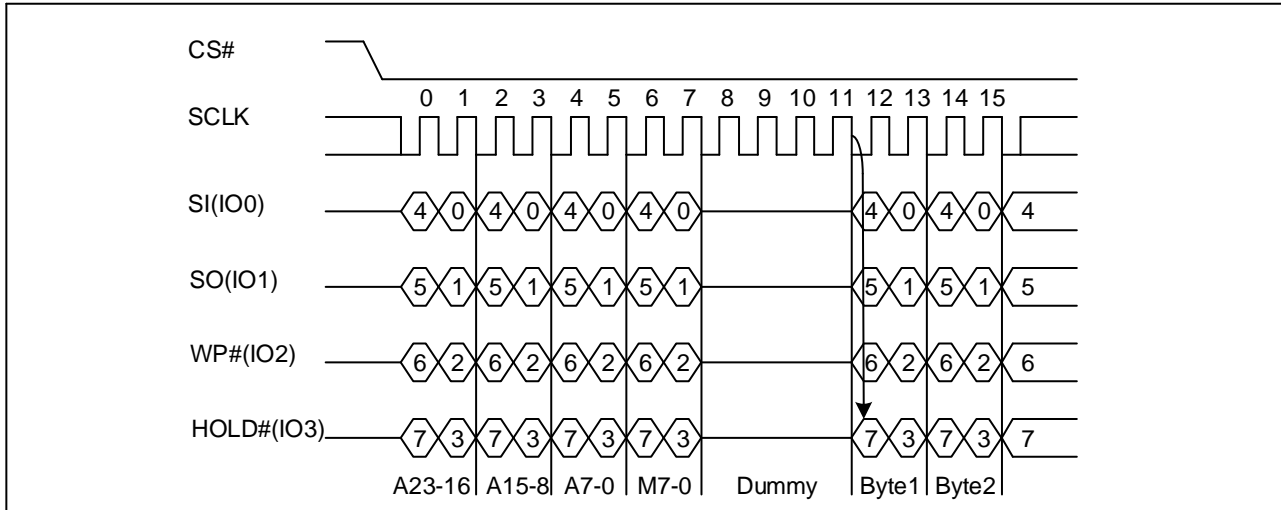 CS#
0 1 2 3 4 5 6 7 8 9 10 11 12 13 14 15
SCLK
SI(IO0) 4 0 4 0 4 0 4 0 4 0 4 0 4
SO(IO1) 5 1 5 1 5 1 5 1 5 1 5 1 5
WP#(IO2) 6 2 6 2 6 2 6 2 6 2 6 2 6
HOLD#(IO3) 7 3 7 3 7 3 7 3 7 3 7 3 7
A23-16 A15-8 A7-0 M7-0 Dummy Byte1 Byte2